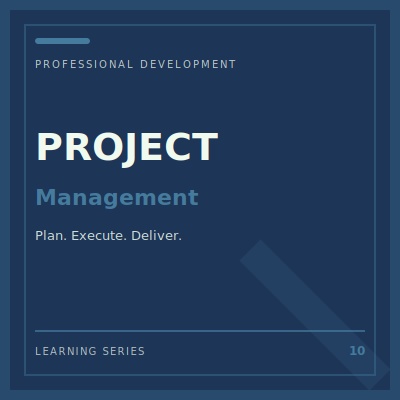 PROFESSIONAL DEVELOPMENT
PROJECT
Management
Plan. Execute. Deliver.
LEARNING SERIES 10